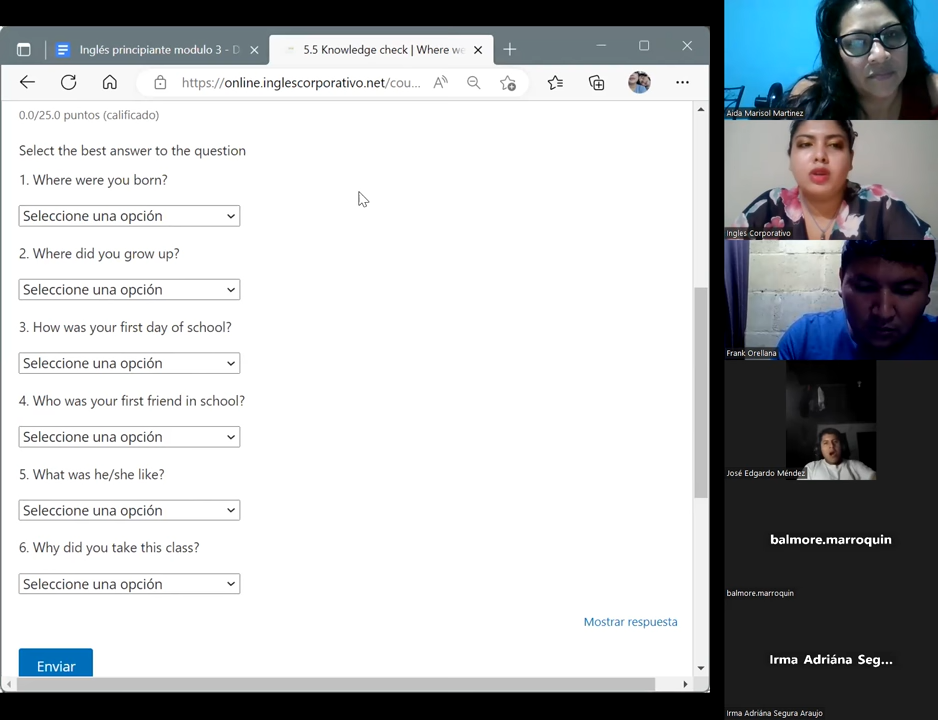 Inglés principiante modulo 3 - D
5.5 Knowledge check | Where we
https://online.inglescorporativo.net/cou...
0.0/25.0 puntos (calificado)
Select the best answer to the question
1. Where were you born?
Seleccione una opción
2. Where did you grow up?
Seleccione una opción
3. How was your first day of school?
Seleccione una opción
4. Who was your first friend in school?
Seleccione una opción
5. What was he/she like?
Seleccione una opción
6. Why did you take this class?
Seleccione una opción
Mostrar respuesta
Enviar
Aida Marisol Martinez
Ingles Corporativo
Frank Orellana
José Edgardo Méndez
balmore.marroquin
balmore.marroquin
Irma Adriána Seg...
Irma Adriána Segura Araujo